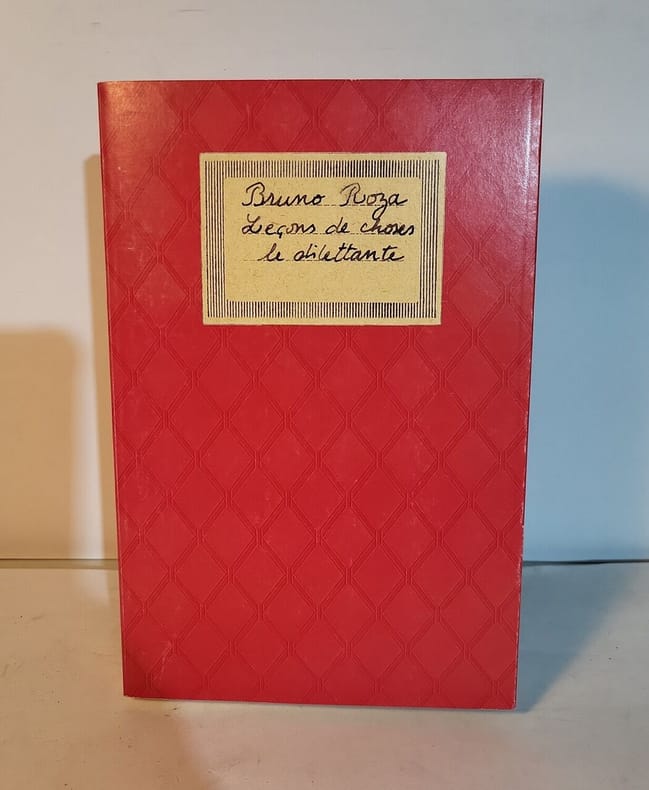 Bruno Roza
Leçons de choses
le dilettante